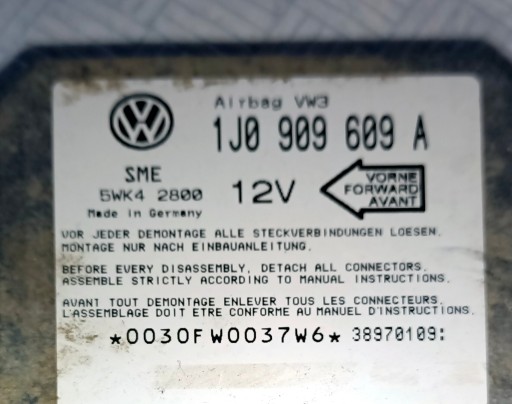 Airbag VW3
1J0 909 609 A
SME
5WK4 2800
Made in Germany
12V
VORNE
FORWARD
AVANT
VOR JEDER DEMONTAGE ALLE STECKVERBINDUNGEN LOESEN.
MONTAGE NUR NACH EINBAUANLEITUNG.
BEFORE EVERY DISASSEMBLY, DETACH ALL CONNECTORS.
ASSEMBLE STRICTLY ACCORDING TO MANUAL INSTRUCTIONS.
AVANT TOUT DEMONTAGE ENLEVER TOUS LES CONNECTEURS.
L'ASSEMBLAGE DOIT ETRE CONFORME AU MANUEL D'INSTRUCTIONS.
*0030FW0037W6* 38970109: